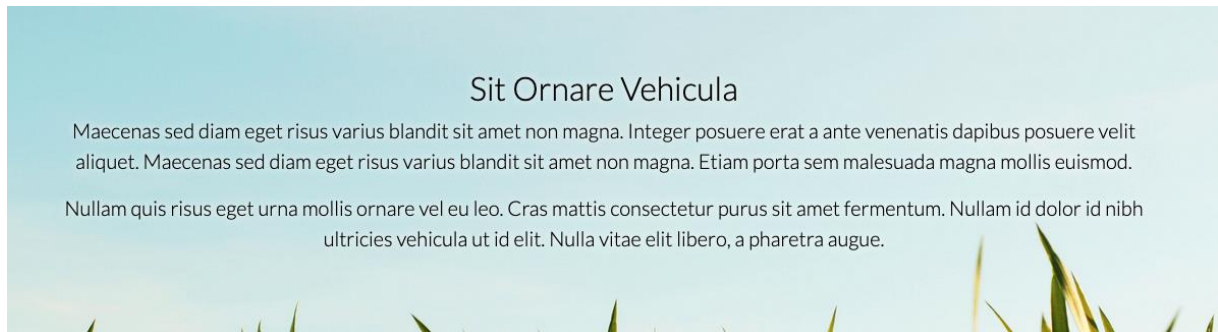 Sit Ornare Vehicula
Maecenas sed diam eget risus varius blandit sit amet non magna. Integer posuere erat a ante venenatis dapibus posuere velit
aliquet. Maecenas sed diam eget risus varius blandit sit amet non magna. Etiam porta sem malesuada magna mollis euismod.
Nullam quis risus eget urna mollis ornare vel eu leo. Cras mattis consectetur purus sit amet fermentum. Nullam id dolor id nibh
ultricies vehicula ut id elit. Nulla vitae elit libero, a pharetra augue.